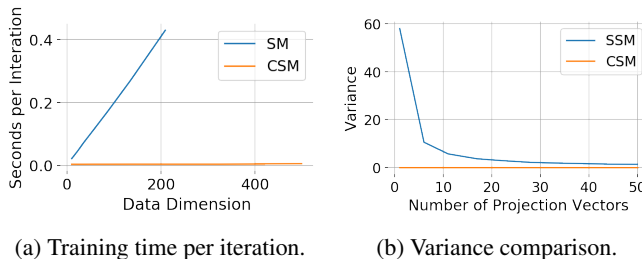 Seconds per Interation
0.4
0.2
0.0
SM
CSM
0
200
400
Data Dimension
(a) Training time per iteration.
Variance
60
40
20
0
SSM
CSM
0
10
20
30
40
50
Number of Projection Vectors
(b) Variance comparison.